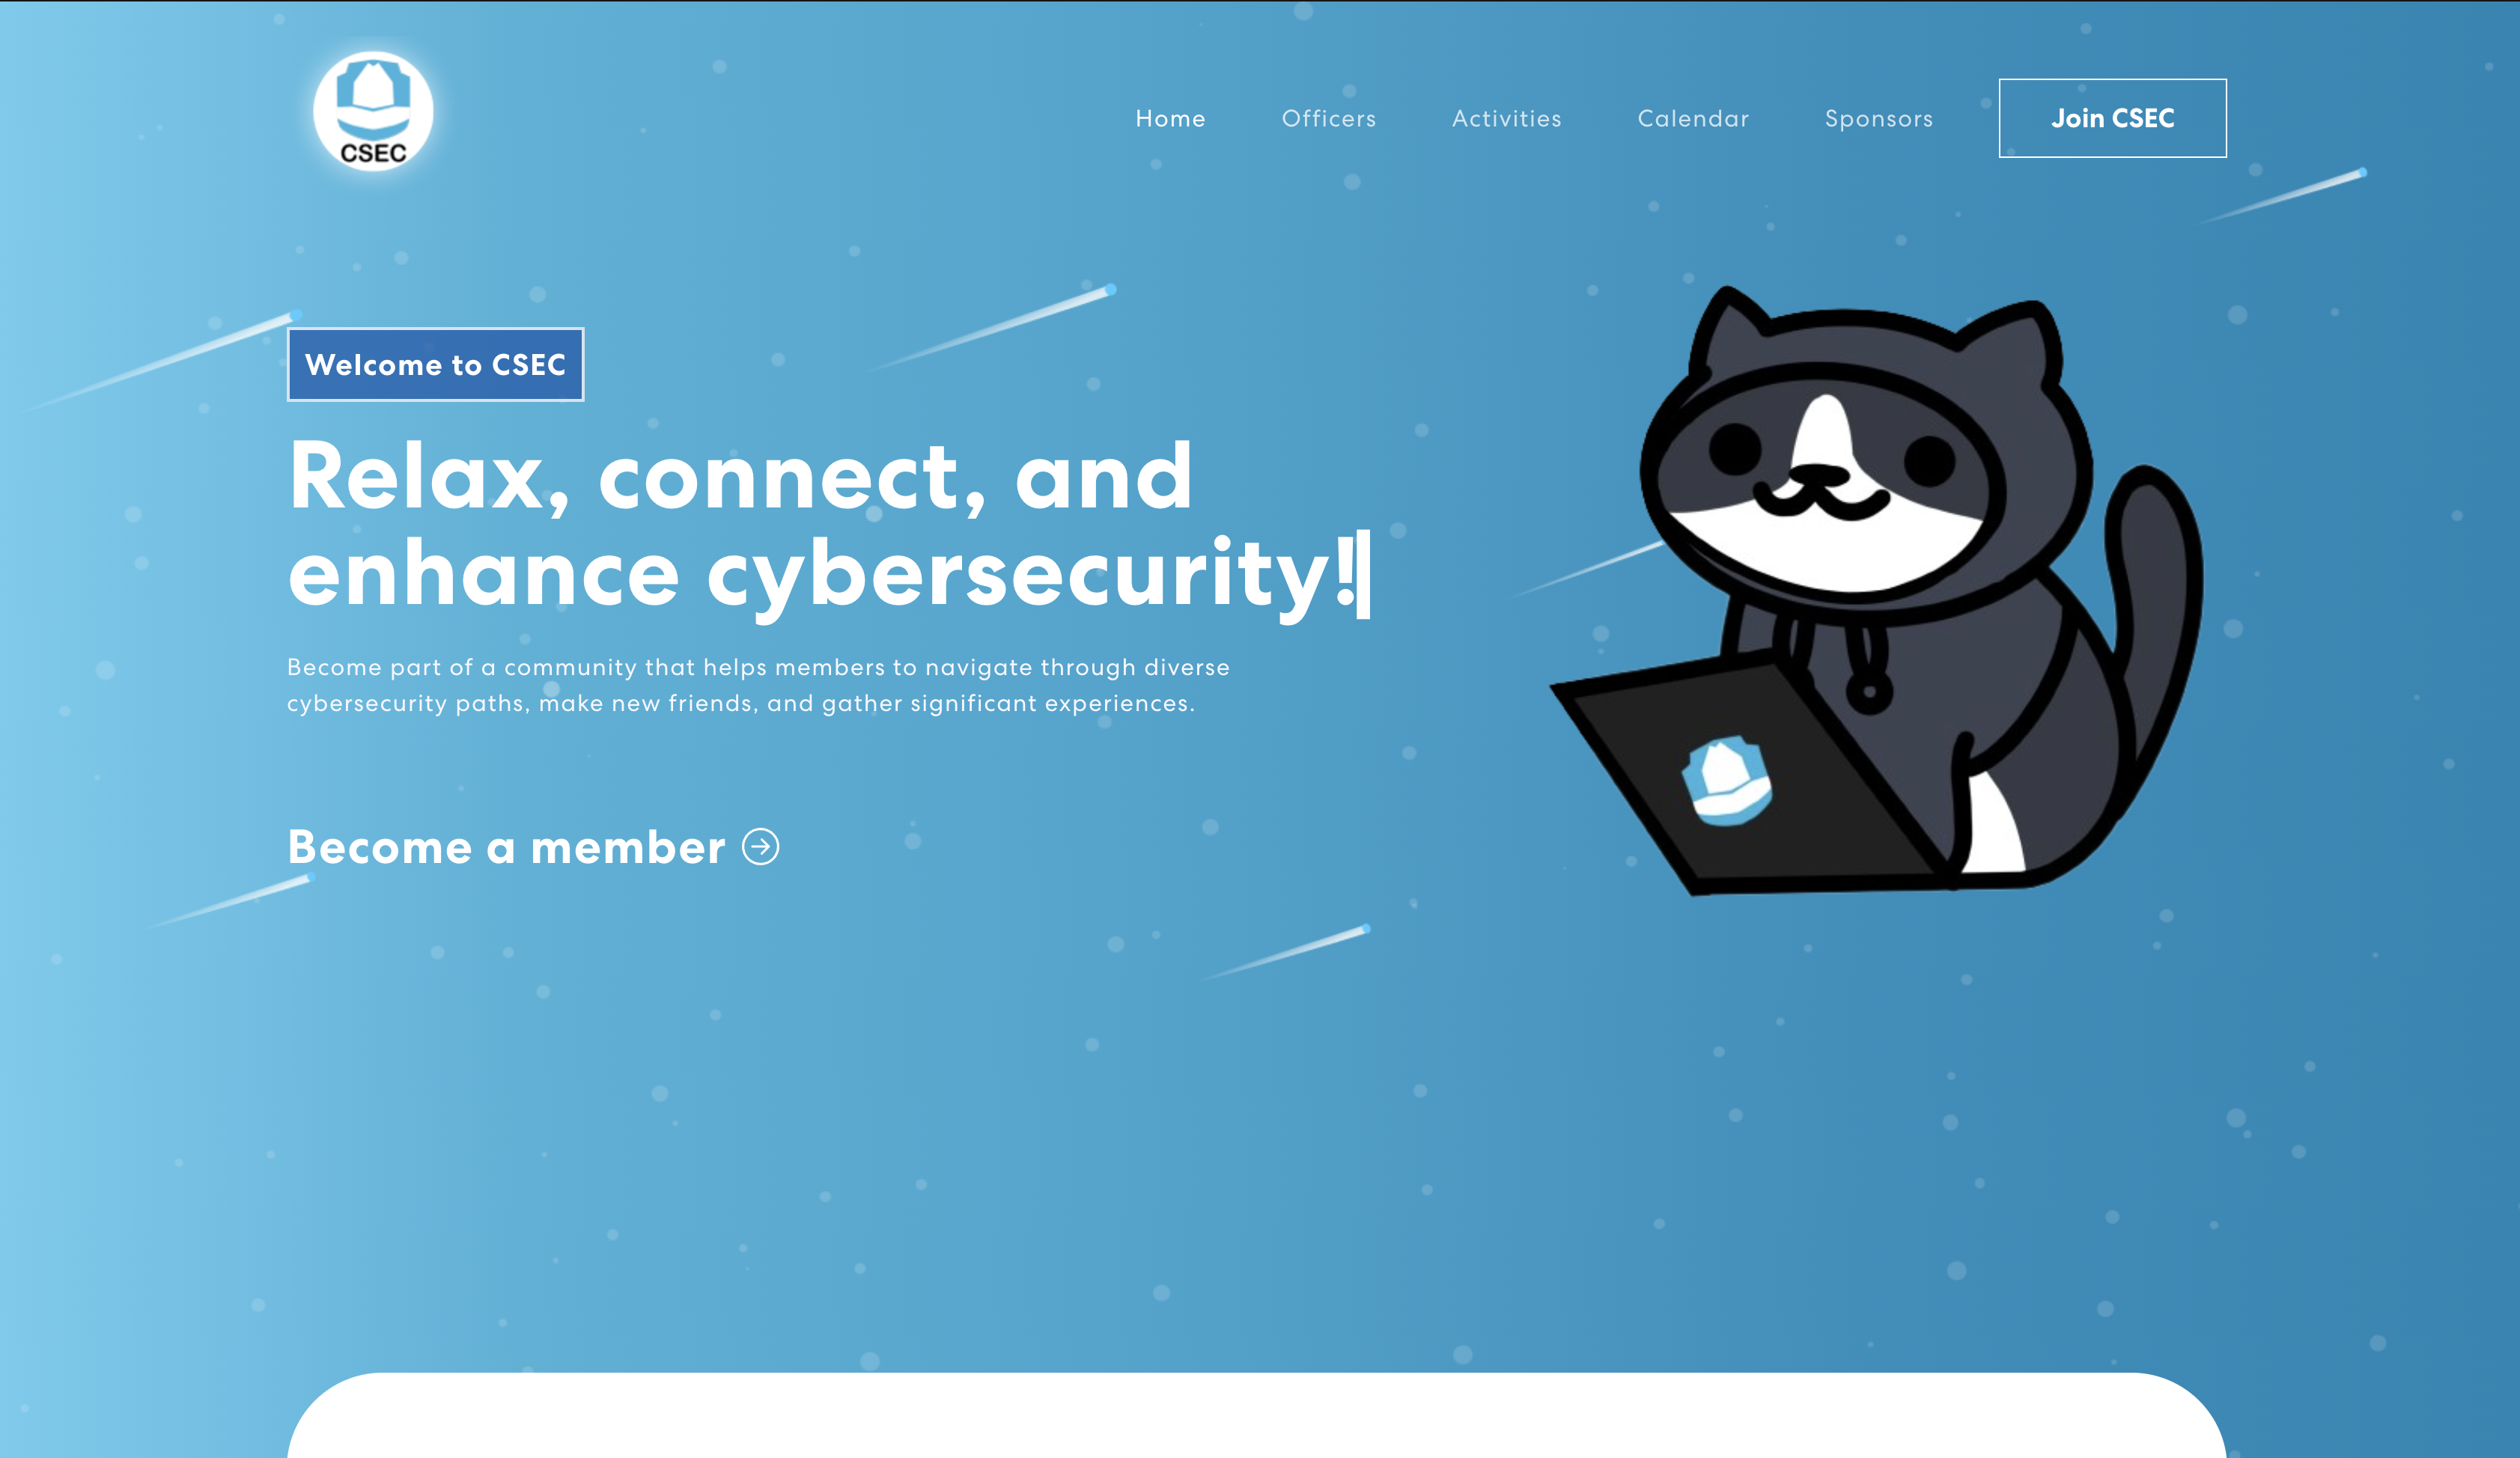 CSEC
Home
Officers
Activities
Calendar
Sponsors
Join CSEC
Welcome to CSEC
Relax, connect, and
enhance cybersecurity!
Become part of a community that helps members to navigate through diverse
cybersecurity paths, make new friends, and gather significant experiences.
Become a member